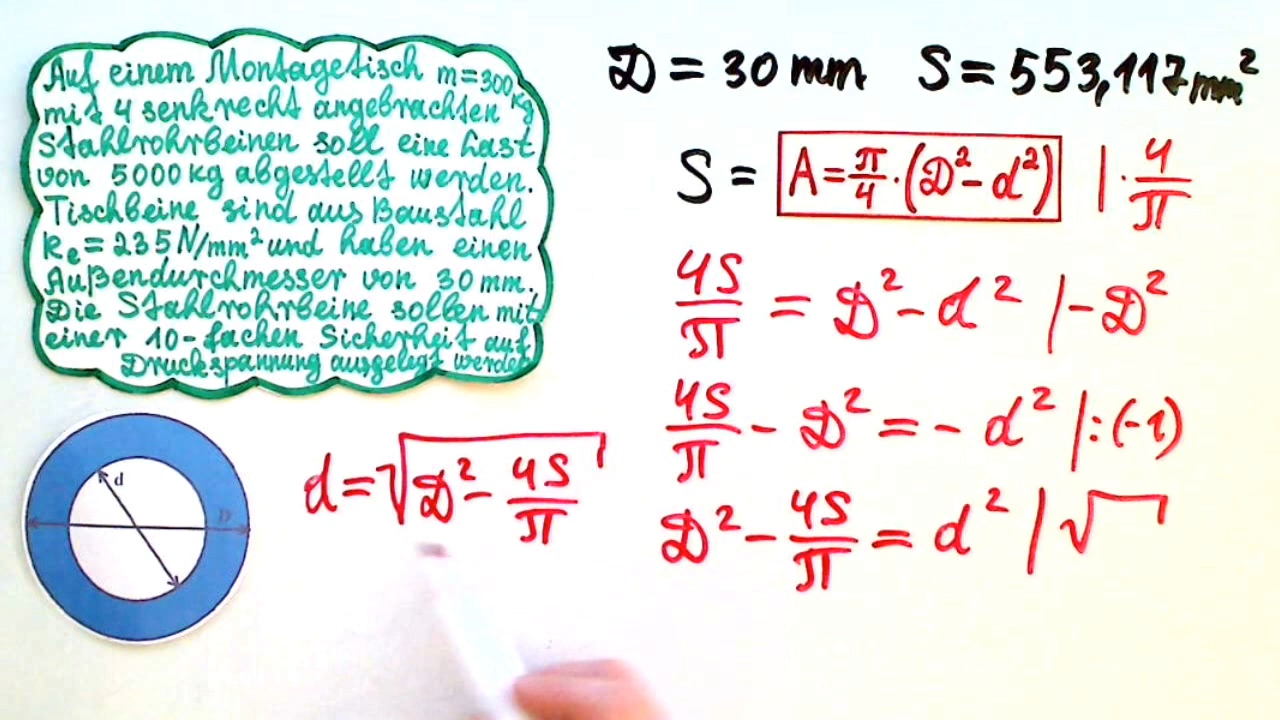 Auf einem Montagetisch m=300kg
mit 4 senkrecht angebrachten
Stahlrohrbeinen soll eine Last
von 5000 kg abgestellt werden.
Tischbeine sind aus Baustahl
Re = 235 N/mm² und haben einen
Außendurchmesser von 30 mm.
Die Stahlrohrbeine sollen mit
einer 10-fachen Sicherheit auf
Druckspannung ausgelegt werden
D = 30 mm S = 553,117 mm²
S = A = π/4 · (D² - d²) | · 4/π
4S/π = D² - d² | - D²
4S/π - D² = - d² | : (-1)
D² - 4S/π = d² | √
d = √(D² - 4S/π)
d
D